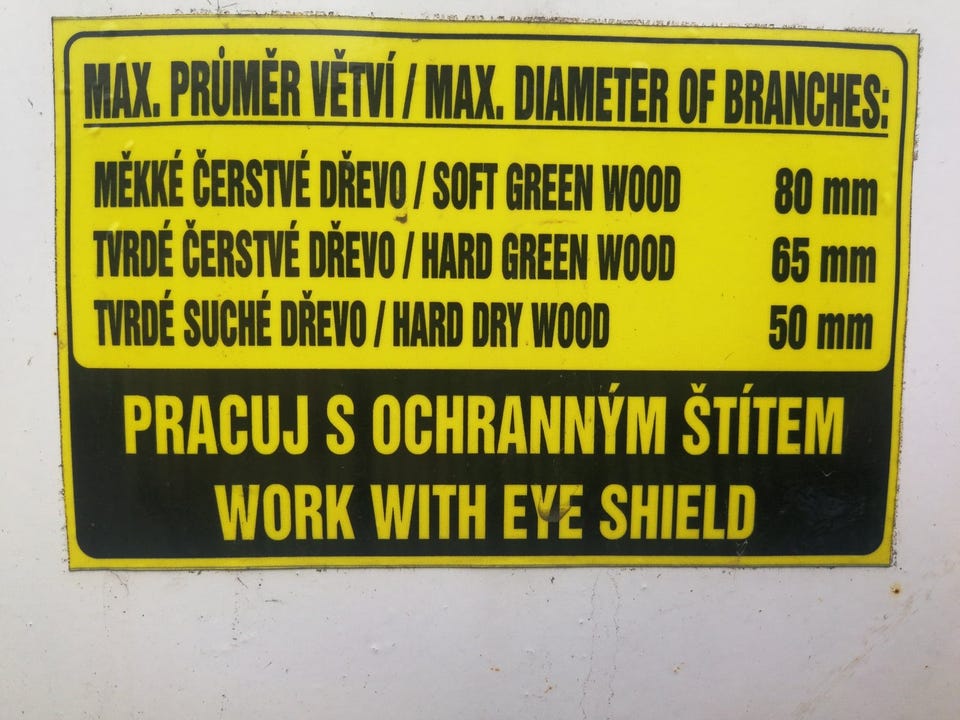 MAX. PRŮMĚR VĚTVÍ / MAX. DIAMETER OF BRANCHES:
MĚKKÉ ČERSTVÉ DŘEVO / SOFT GREEN WOOD 80 mm
TVRDÉ ČERSTVÉ DŘEVO / HARD GREEN WOOD 65 mm
TVRDÉ SUCHÉ DŘEVO / HARD DRY WOOD 50 mm
PRACUJ S OCHRANNÝM ŠTÍTEM
WORK WITH EYE SHIELD